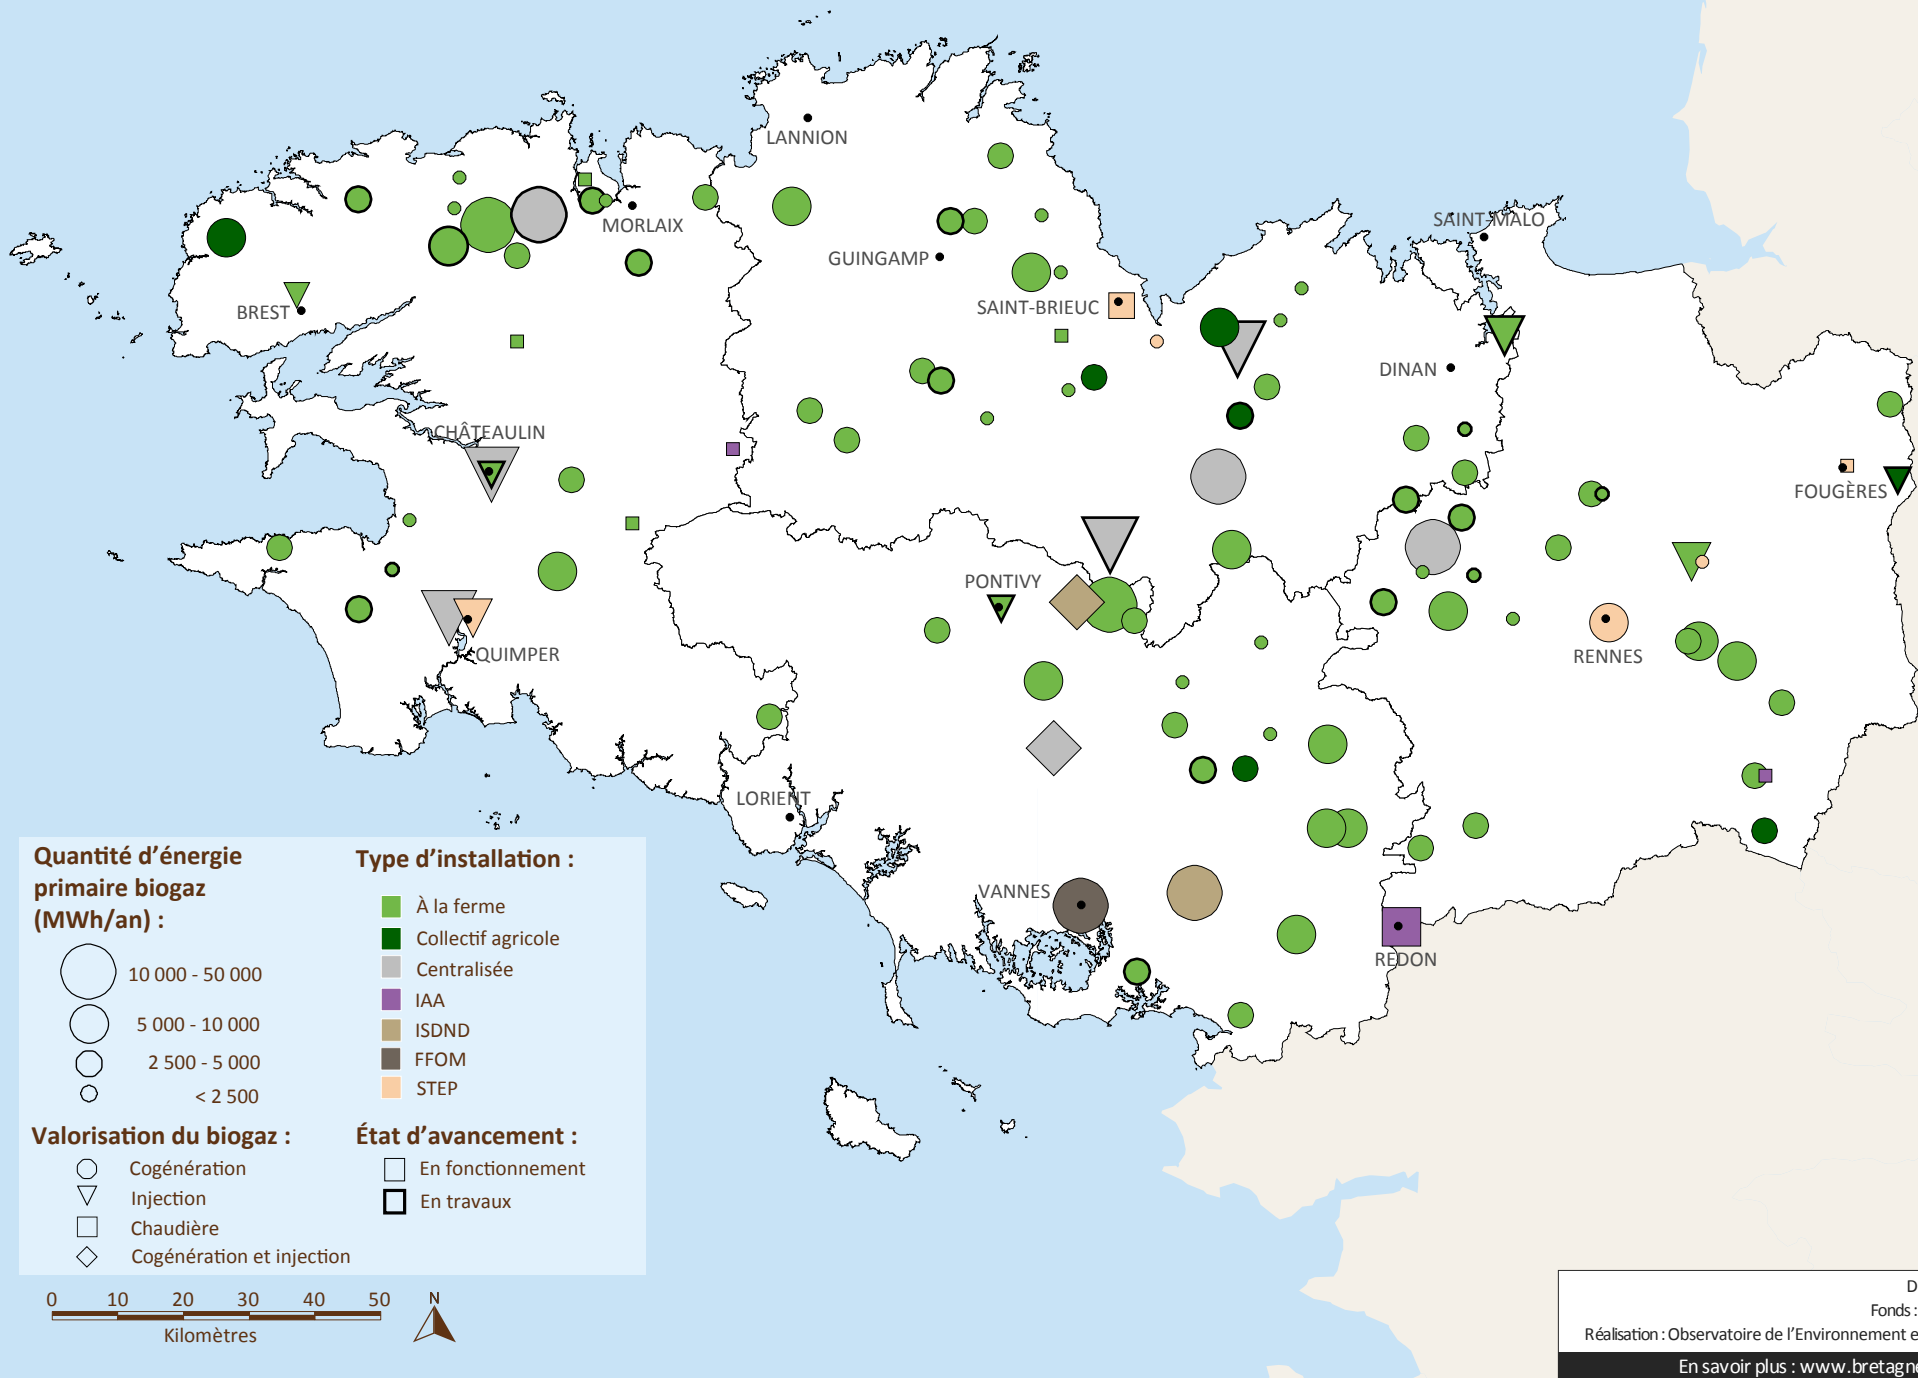 LANNION
MORLAIX
SAINT-MALO
GUINGAMP
BREST
SAINT-BRIEUC
DINAN
CHÂTEAULIN
FOUGÈRES
PONTIVY
QUIMPER
RENNES
LORIENT
VANNES
REDON
Quantité d'énergie
primaire biogaz
(MWh/an) :
10 000 - 50 000
5 000 - 10 000
2 500 - 5 000
< 2 500
Type d'installation :
À la ferme
Collectif agricole
Centralisée
IAA
ISDND
FFOM
STEP
Valorisation du biogaz :
Cogénération
Injection
Chaudière
Cogénération et injection
État d'avancement :
En fonctionnement
En travaux
0 10 20 30 40 50
Kilomètres
N
D
Fonds :
Réalisation : Observatoire de l'Environnement e
En savoir plus : www.bretagne